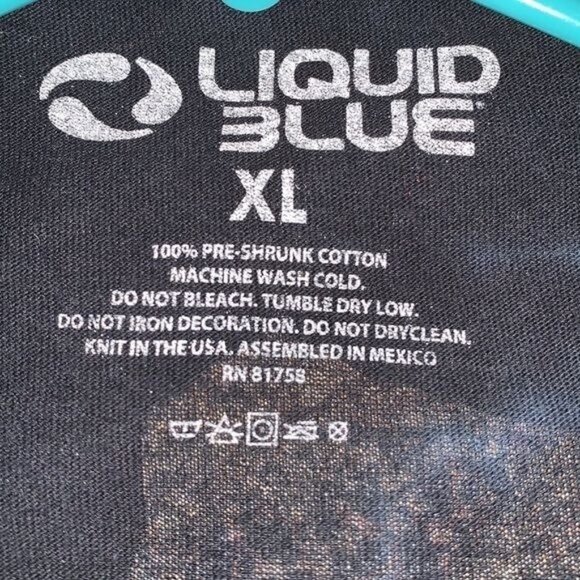 LIQUID
BLUE™
XL
100% PRE-SHRUNK COTTON
MACHINE WASH COLD.
DO NOT BLEACH. TUMBLE DRY LOW.
DO NOT IRON DECORATION. DO NOT DRYCLEAN.
KNIT IN THE USA. ASSEMBLED IN MEXICO
RN 81758